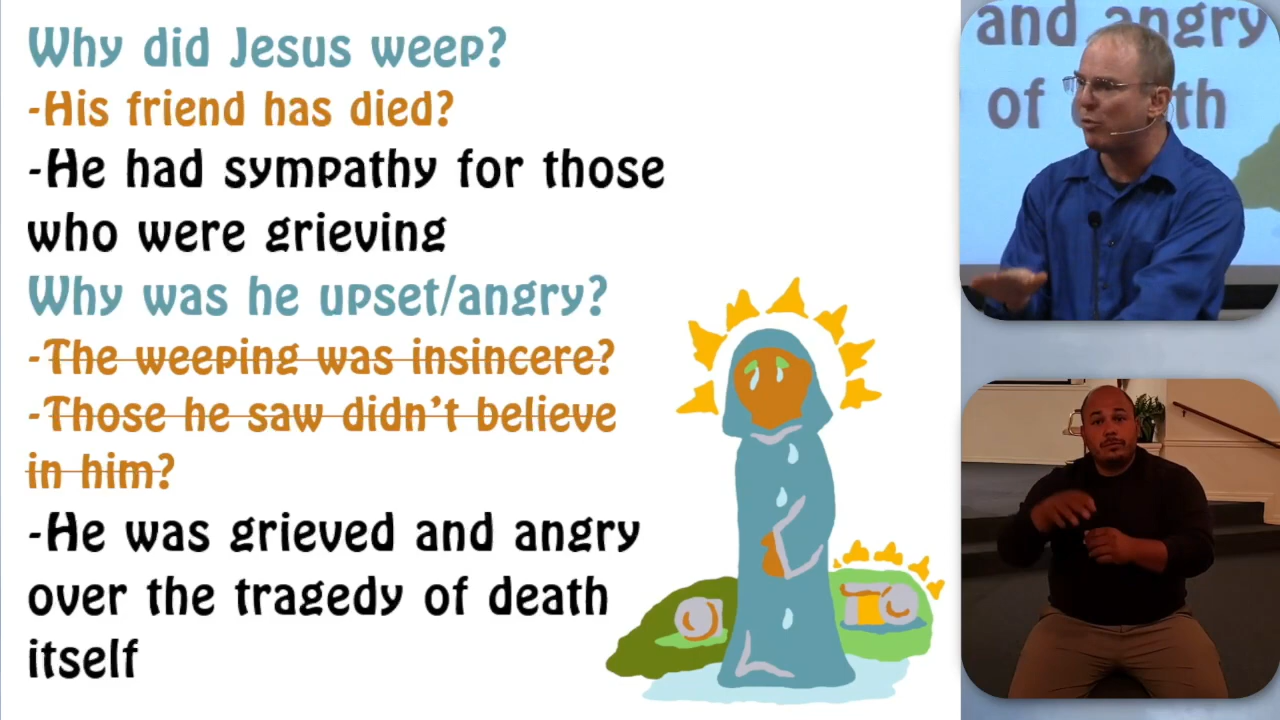 Why did Jesus weep?
-His friend has died?
-He had sympathy for those
who were grieving
Why was he upset/angry?
-The weeping was insincere?
-Those he saw didn't believe
in him?
-He was grieved and angry
over the tragedy of death
itself
and angry
of